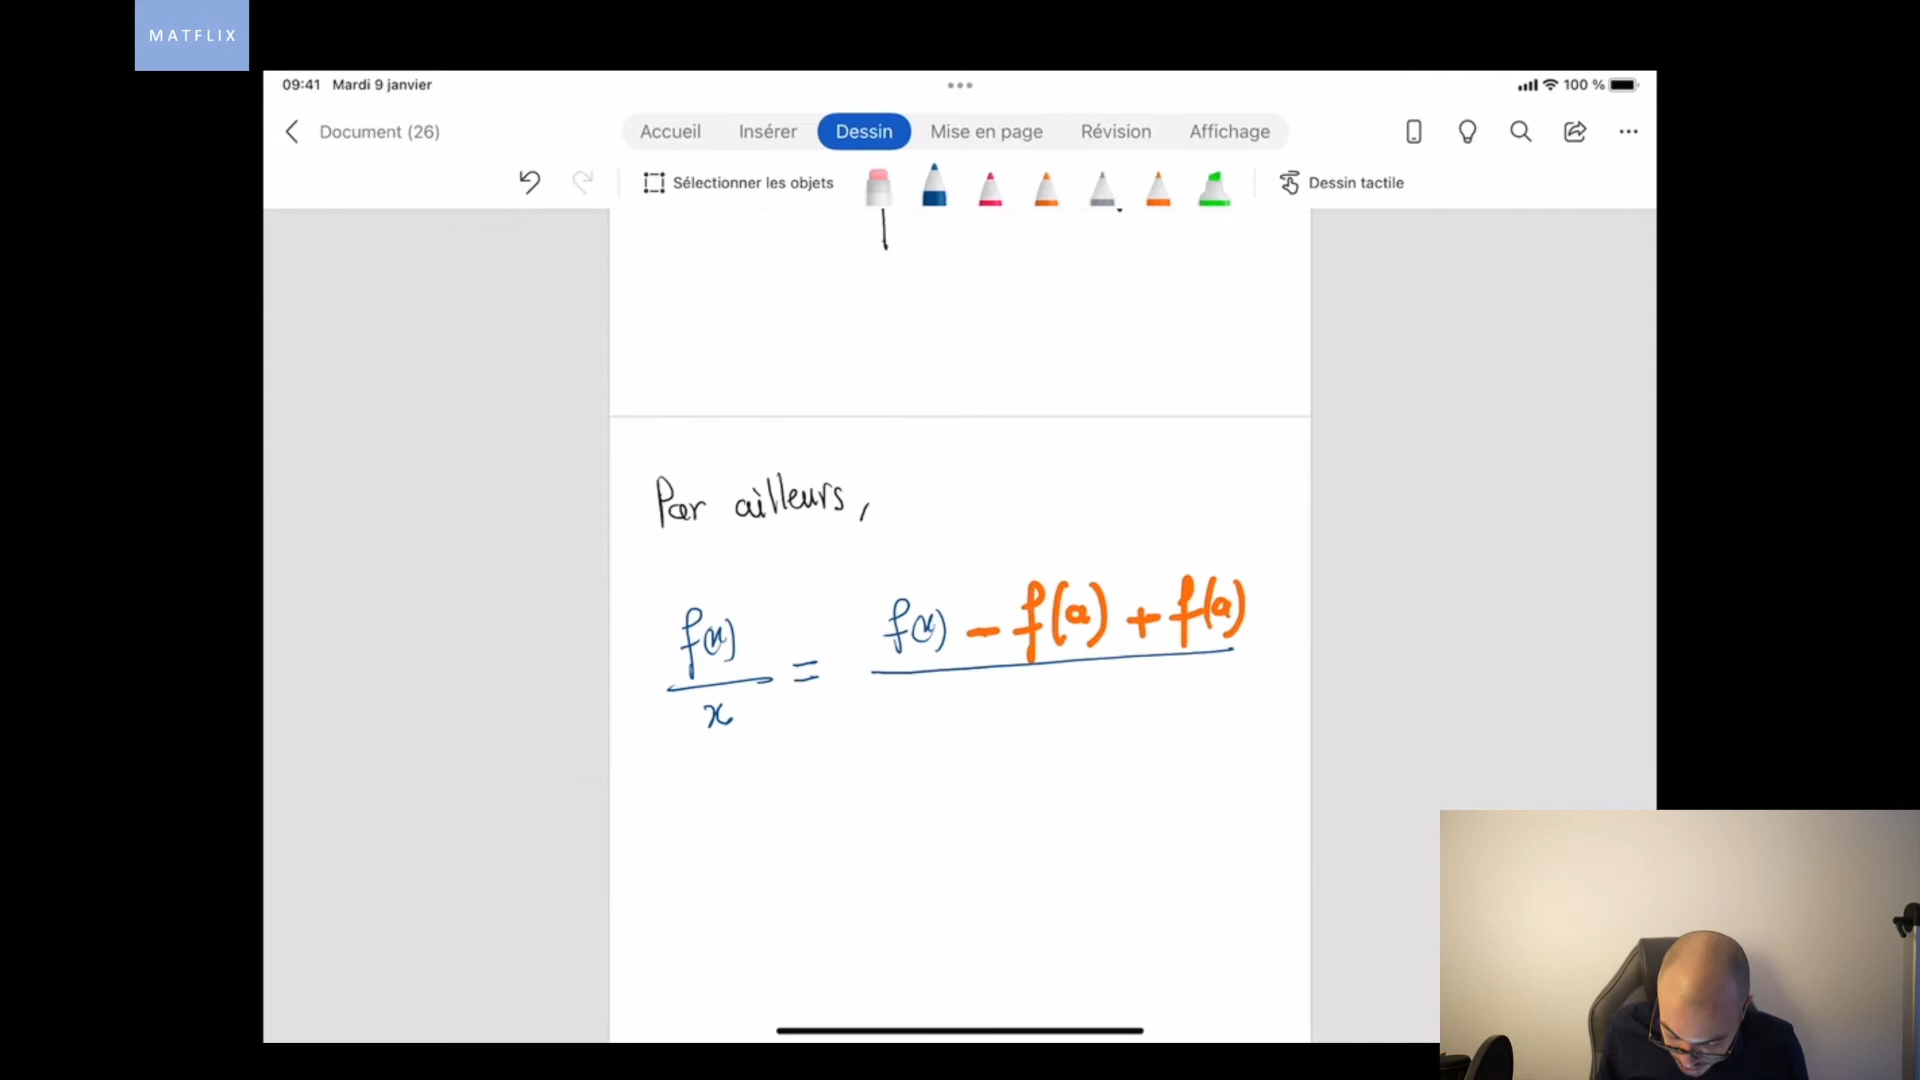 MATFLIX
09:41 Mardi 9 janvier
100 %
Document (26)
Accueil Insérer Dessin Mise en page Révision Affichage
Sélectionner les objets
Dessin tactile
Par ailleurs,
f(x)/x = f(x) - f(a) + f(a)